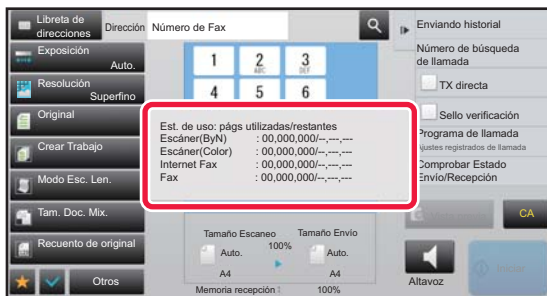 Libreta de
direcciones
Dirección
Número de Fax
Exposición
Auto.
Resolución
Superfino
Original
Crear Trabajo
Modo Esc. Len.
Tam. Doc. Mix.
Recuento de original
Otros
1
2
ABC
3
DEF
4
5
6
Est. de uso: págs utilizadas/restantes
Escáner(ByN) : 00,000,000/--,---,---
Escáner(Color) : 00,000,000/--,---,---
Internet Fax : 00,000,000/--,---,---
Fax : 00,000,000/--,---,---
Tamaño Escaneo
Tamaño Envío
100%
Auto.
Auto.
A4
A4
Memoria recepción :
100%
Enviando historial
Número de búsqueda
de llamada
TX directa
Sello verificación
Programa de llamada
Ajustes registrados de llamada
Comprobar Estado
Envío/Recepción
CA
Altavoz
Iniciar